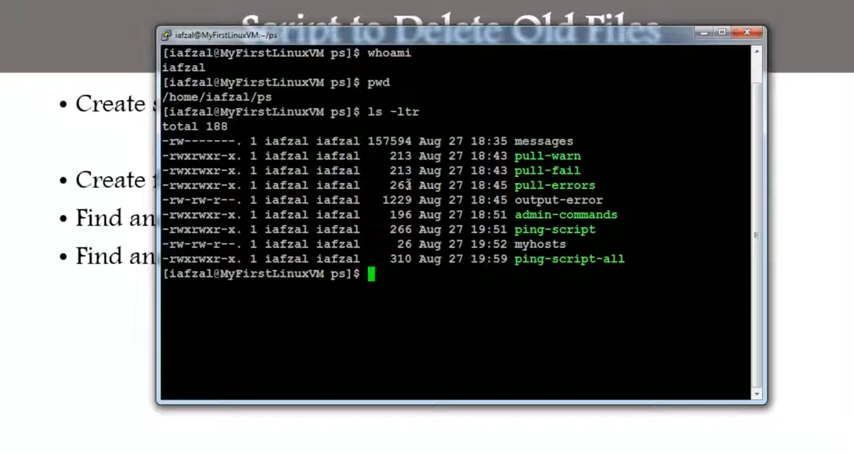 Script to Delete Old Files
iafzal@MyFirstLinuxVM:~/ps
[iafzal@MyFirstLinuxVM ps]$ whoami
iafzal
[iafzal@MyFirstLinuxVM ps]$ pwd
/home/iafzal/ps
[iafzal@MyFirstLinuxVM ps]$ ls -ltr
total 188
-rw-------. 1 iafzal iafzal 157594 Aug 27 18:35 messages
-rwxrwxr-x. 1 iafzal iafzal 213 Aug 27 18:43 pull-warn
-rwxrwxr-x. 1 iafzal iafzal 213 Aug 27 18:43 pull-fail
-rwxrwxr-x. 1 iafzal iafzal 263 Aug 27 18:45 pull-errors
-rw-rw-r--. 1 iafzal iafzal 1229 Aug 27 18:45 output-error
-rwxrwxr-x. 1 iafzal iafzal 196 Aug 27 18:51 admin-commands
-rwxrwxr-x. 1 iafzal iafzal 266 Aug 27 19:51 ping-script
-rw-rw-r--. 1 iafzal iafzal 26 Aug 27 19:52 myhosts
-rwxrwxr-x. 1 iafzal iafzal 310 Aug 27 19:59 ping-script-all
[iafzal@MyFirstLinuxVM ps]$
• Create
• Create
• Find an
• Find an